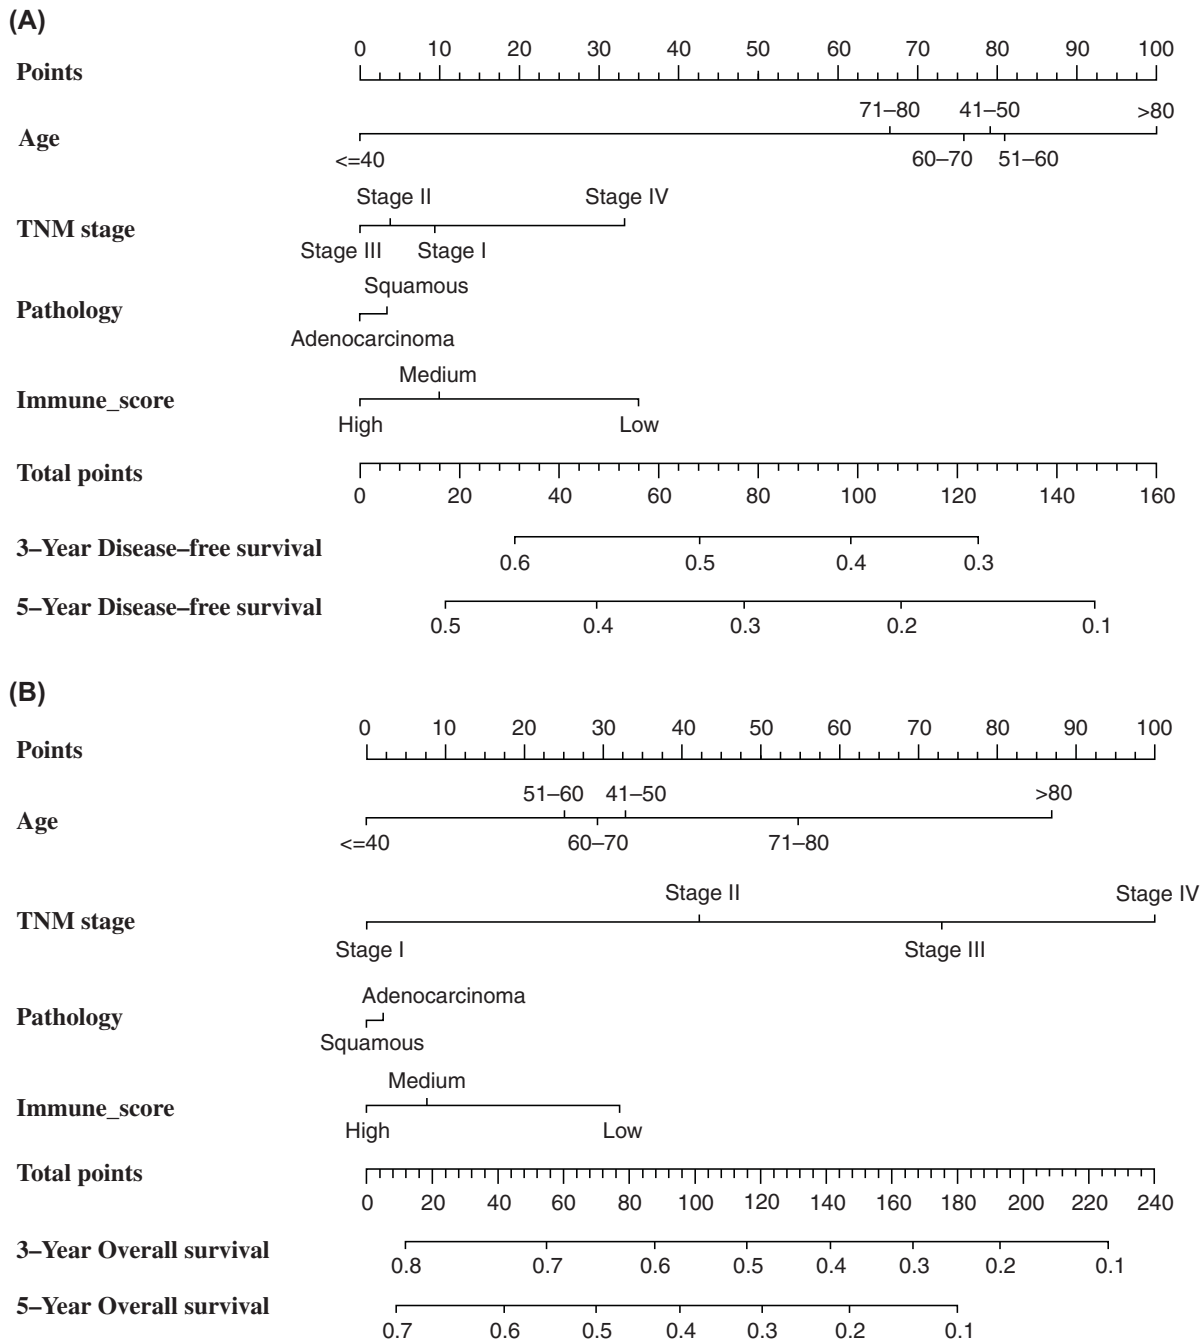 (A)
0 10 20 30 40 50 60 70 80 90 100
Points
71–80 41–50 >80
Age
<=40 60–70 51–60
Stage II Stage IV
TNM stage
Stage III Stage I
Squamous
Pathology
Adenocarcinoma
Medium
Immune_score
High Low
Total points
0 20 40 60 80 100 120 140 160
3–Year Disease–free survival
0.6 0.5 0.4 0.3
5–Year Disease–free survival
0.5 0.4 0.3 0.2 0.1
(B)
0 10 20 30 40 50 60 70 80 90 100
Points
51–60 41–50 >80
Age
<=40 60–70 71–80
Stage II Stage IV
TNM stage
Stage I Stage III
Adenocarcinoma
Pathology
Squamous
Medium
Immune_score
High Low
Total points
0 20 40 60 80 100 120 140 160 180 200 220 240
3–Year Overall survival
0.8 0.7 0.6 0.5 0.4 0.3 0.2 0.1
5–Year Overall survival
0.7 0.6 0.5 0.4 0.3 0.2 0.1